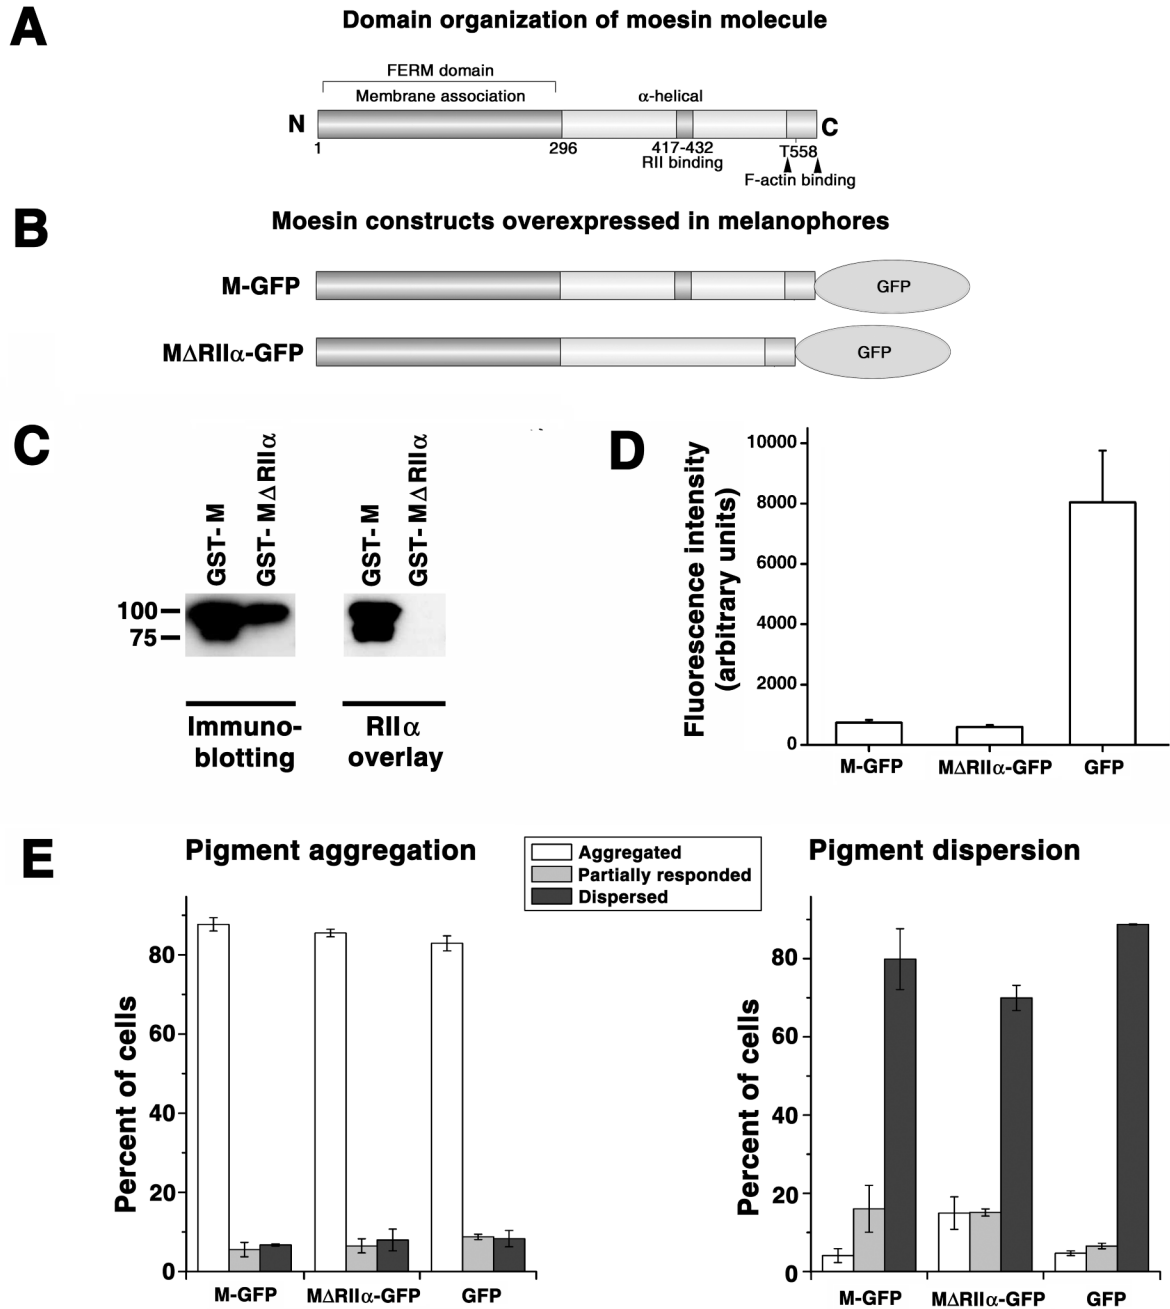 A
Domain organization of moesin molecule
FERM domain
Membrane association
α-helical
N
C
1
296
417-432
T558
RII binding
F-actin binding
B
Moesin constructs overexpressed in melanophores
M-GFP
GFP
MΔRIIα-GFP
GFP
C
GST- M
GST- MΔRIIα
GST- M
GST- MΔRIIα
100
75
Immuno-
blotting
RIIα
overlay
D
Fluorescence intensity
(arbitrary units)
10000
8000
6000
4000
2000
0
M-GFP
MΔRIIα-GFP
GFP
E
Pigment aggregation
Aggregated
Partially responded
Dispersed
Pigment dispersion
Percent of cells
80
60
40
20
0
M-GFP
MΔRIIα-GFP
GFP
Percent of cells
80
60
40
20
0
M-GFP
MΔRIIα-GFP
GFP